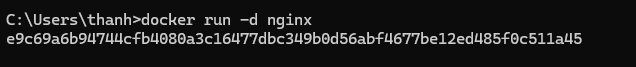 C:\Users\thanh>docker run -d nginx
e9c69a6b94744cfb4080a3c16477dbc349b0d56abf4677be12ed485f0c511a45